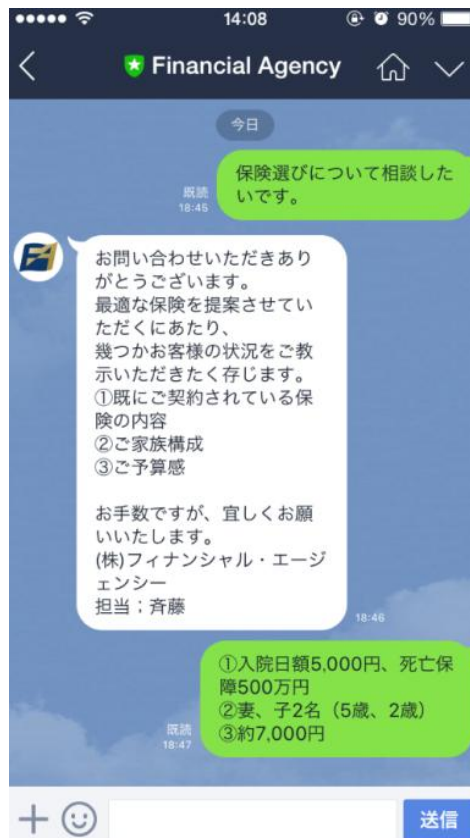 14:08
90%
Financial Agency
今日
保険選びについて相談した
いです。
既読
18:45
お問い合わせいただきあり
がとうございます。
最適な保険を提案させてい
ただくにあたり、
幾つかお客様の状況をご教
示いただきたく存じます。
①既にご契約されている保
険の内容
②ご家族構成
③ご予算感
お手数ですが、宜しくお願
いいたします。
(株)フィナンシャル・エージ
ェンシー
担当；斉藤
18:46
①入院日額5,000円、死亡保
障500万円
②妻、子2名（5歳、2歳）
③約7,000円
既読
18:47
送信